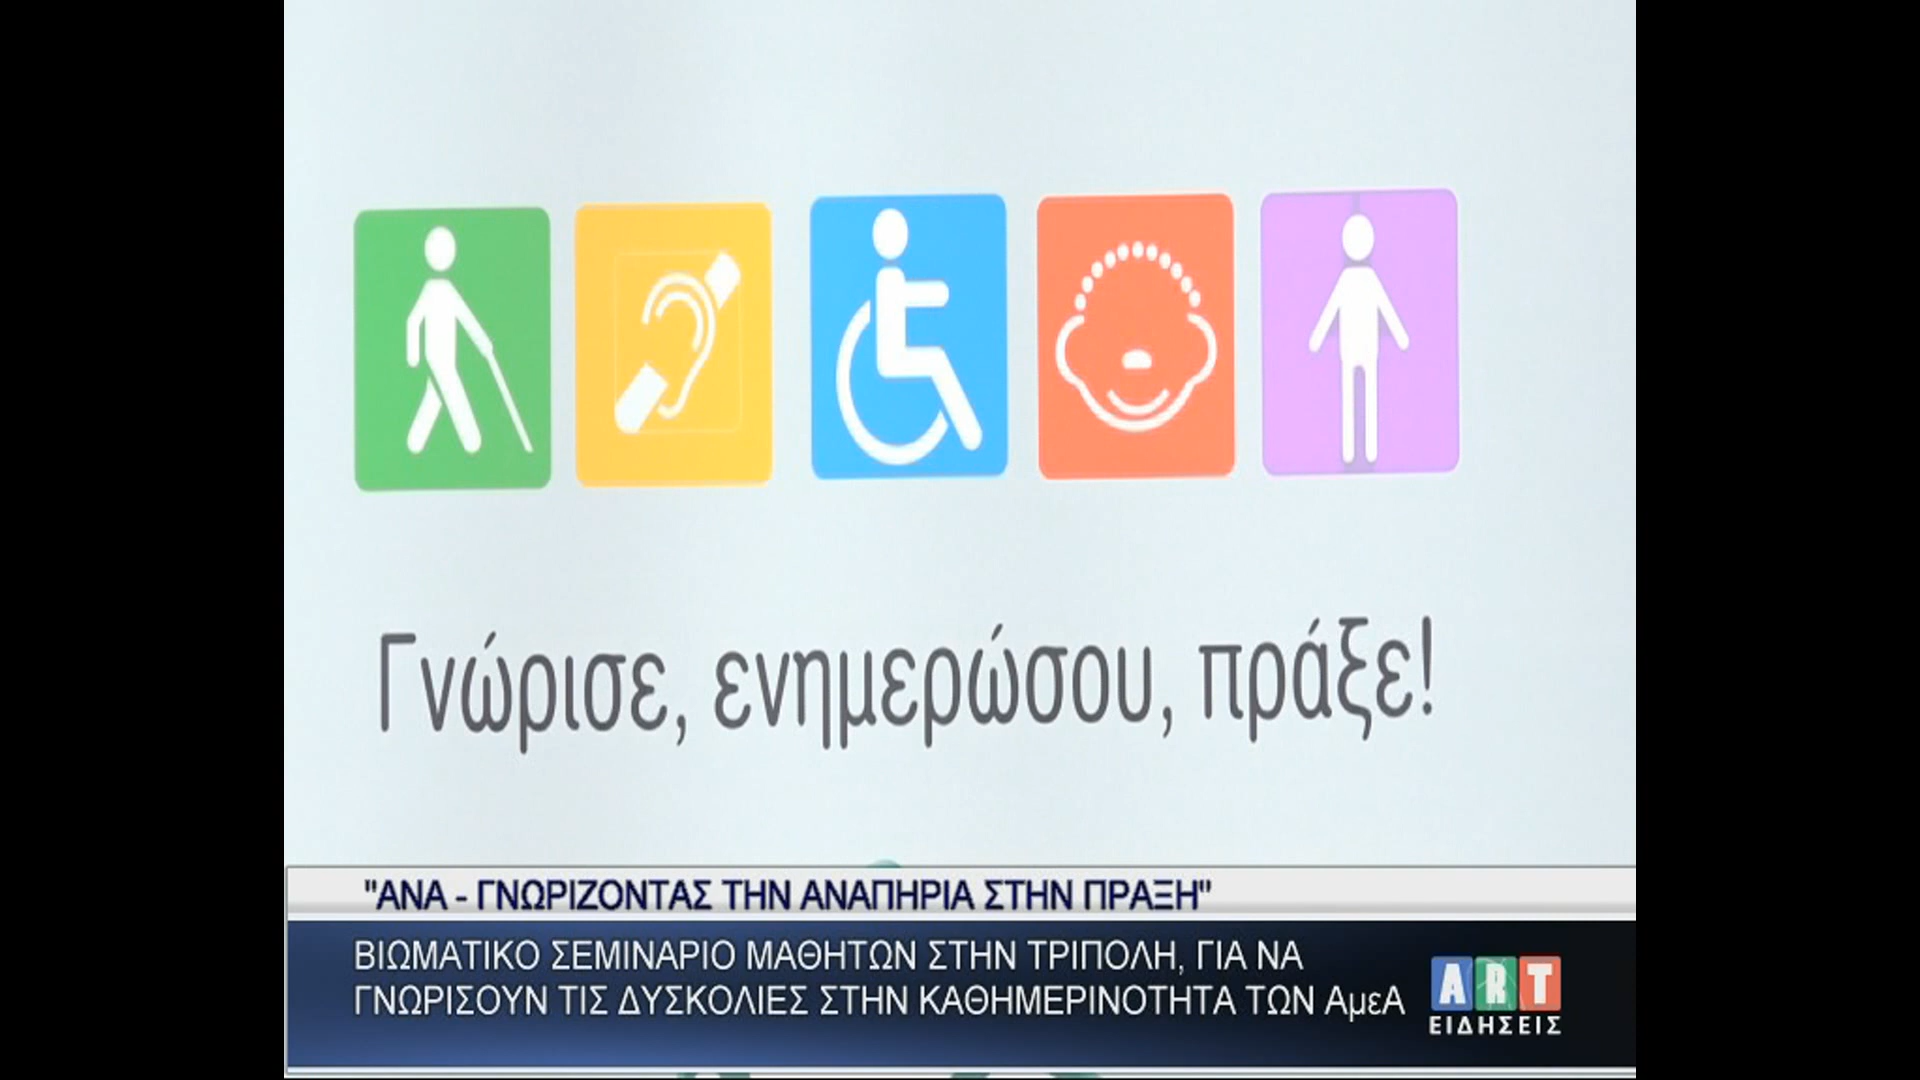 Γνώρισε, ενημερώσου, πράξε!
"ΑΝΑ - ΓΝΩΡΙΖΟΝΤΑΣ ΤΗΝ ΑΝΑΠΗΡΙΑ ΣΤΗΝ ΠΡΑΞΗ"
ΒΙΩΜΑΤΙΚΟ ΣΕΜΙΝΑΡΙΟ ΜΑΘΗΤΩΝ ΣΤΗΝ ΤΡΙΠΟΛΗ, ΓΙΑ ΝΑ
ΓΝΩΡΙΣΟΥΝ ΤΙΣ ΔΥΣΚΟΛΙΕΣ ΣΤΗΝ ΚΑΘΗΜΕΡΙΝΟΤΗΤΑ ΤΩΝ ΑμεΑ
ART
ΕΙΔΗΣΕΙΣ